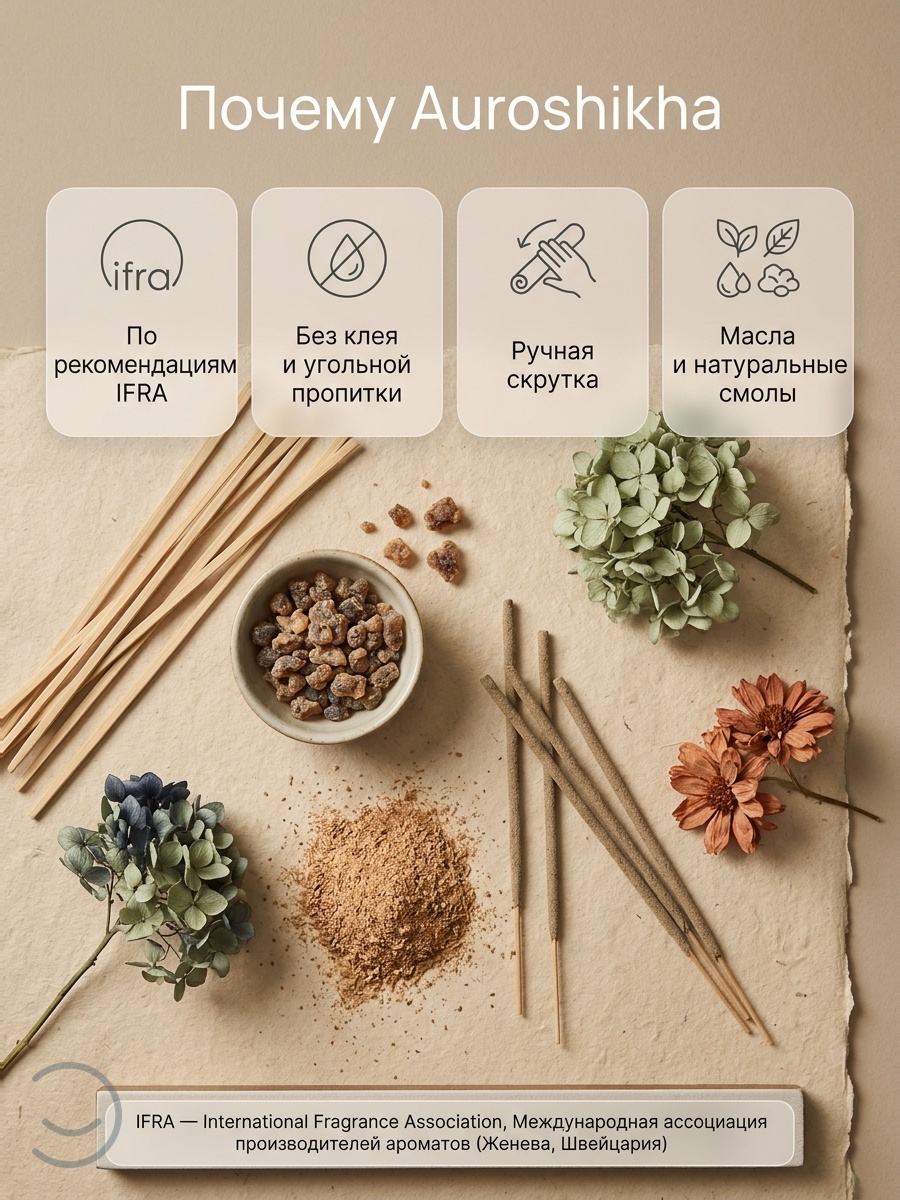 Почему Auroshikha
ifra
По
рекомендациям
IFRA
Без клея
и угольной
пропитки
Ручная
скрутка
Масла
и натуральные
смолы
IFRA — International Fragrance Association, Международная ассоциация
производителей ароматов (Женева, Швейцария)